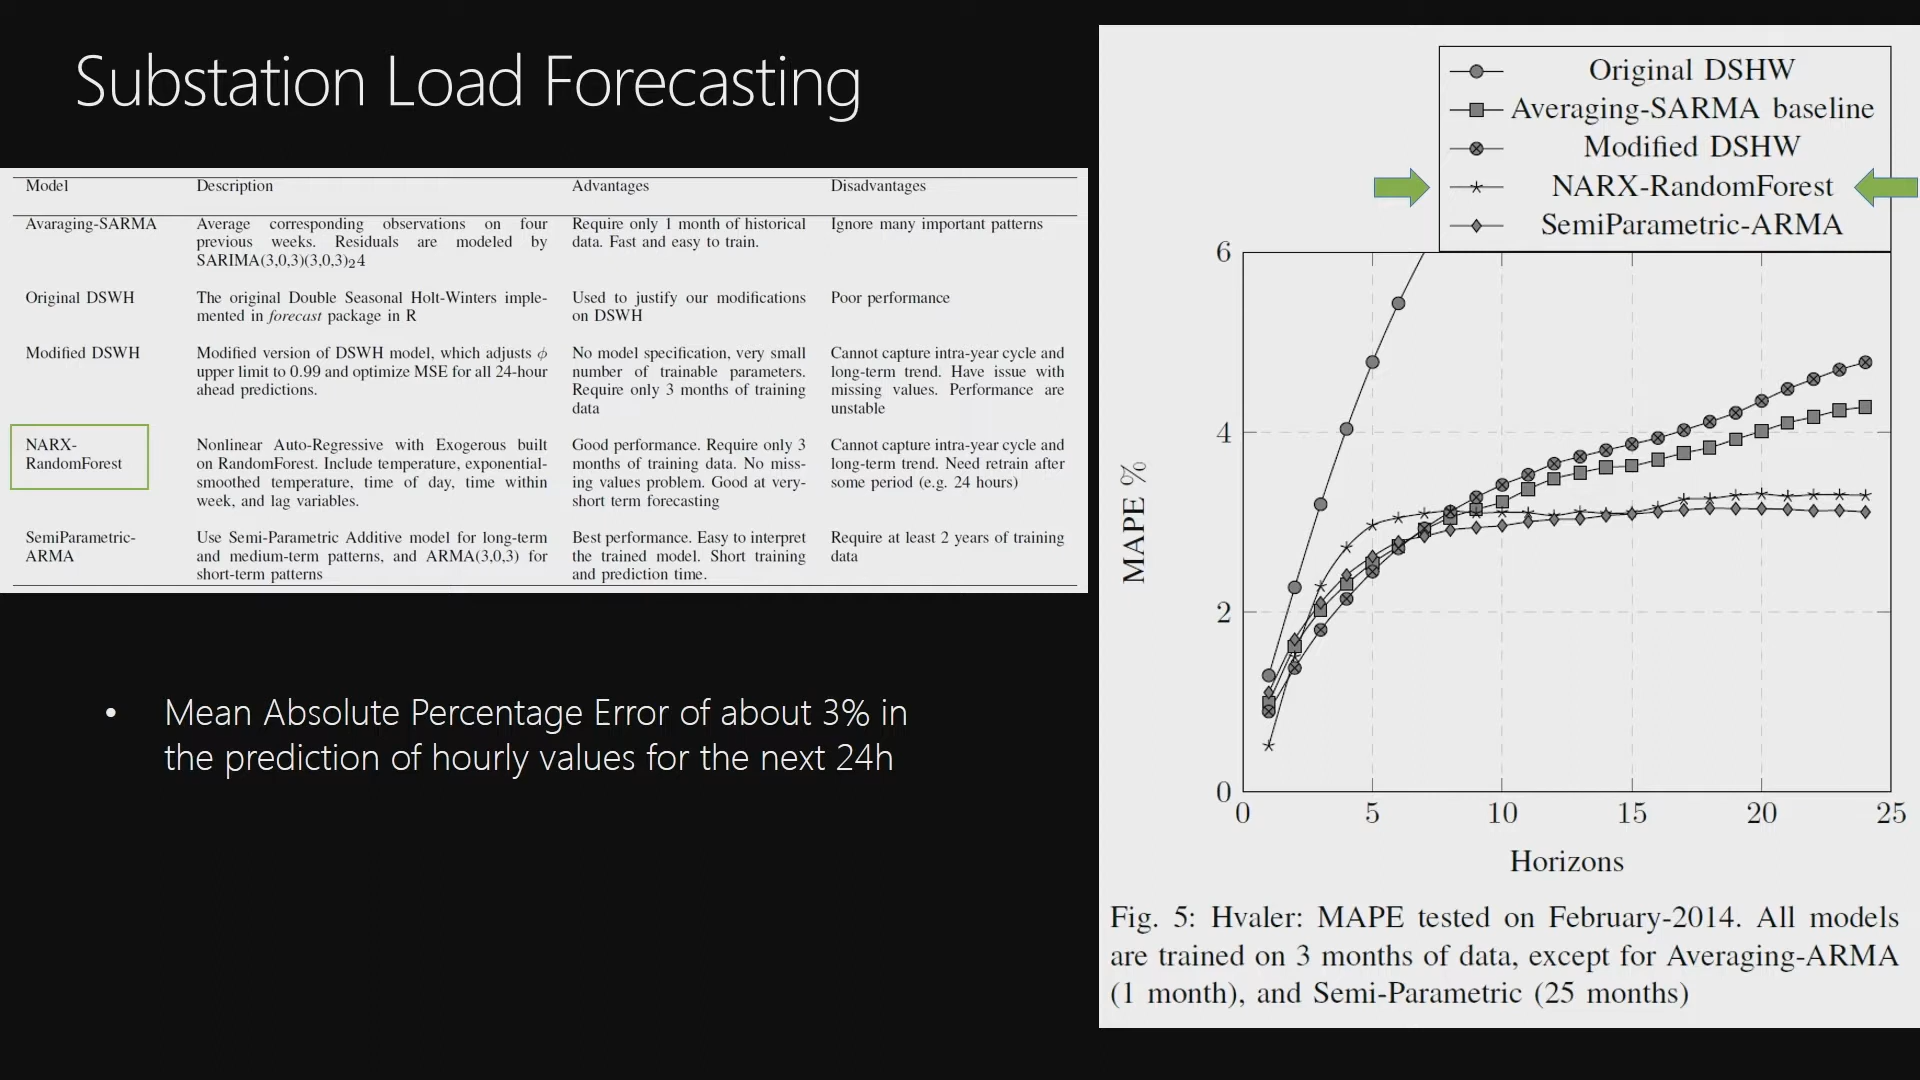 Substation Load Forecasting
Model Description Advantages Disadvantages
Avaraging-SARMA Average corresponding observations on four Require only 1 month of historical Ignore many important patterns
previous weeks. Residuals are modeled by data. Fast and easy to train.
SARIMA(3,0,3)(3,0,3)₂4
Original DSWH The original Double Seasonal Holt-Winters imple- Used to justify our modifications Poor performance
mented in forecast package in R on DSWH
Modified DSWH Modified version of DSWH model, which adjusts ϕ No model specification, very small Cannot capture intra-year cycle and
upper limit to 0.99 and optimize MSE for all 24-hour number of trainable parameters. long-term trend. Have issue with
ahead predictions. Require only 3 months of training missing values. Performance are
data unstable
NARX- Nonlinear Auto-Regressive with Exogerous built Good performance. Require only 3 Cannot capture intra-year cycle and
RandomForest on RandomForest. Include temperature, exponential- months of training data. No miss- long-term trend. Need retrain after
smoothed temperature, time of day, time within ing values problem. Good at very- some period (e.g. 24 hours)
week, and lag variables. short term forecasting
SemiParametric- Use Semi-Parametric Additive model for long-term Best performance. Easy to interpret Require at least 2 years of training
ARMA and medium-term patterns, and ARMA(3,0,3) for the trained model. Short training data
short-term patterns and prediction time.
• Mean Absolute Percentage Error of about 3% in
the prediction of hourly values for the next 24h
Original DSHW
Averaging-SARMA baseline
Modified DSHW
NARX-RandomForest
SemiParametric-ARMA
6
4
2
0
MAPE %
0 5 10 15 20 25
Horizons
Fig. 5: Hvaler: MAPE tested on February-2014. All models
are trained on 3 months of data, except for Averaging-ARMA
(1 month), and Semi-Parametric (25 months)